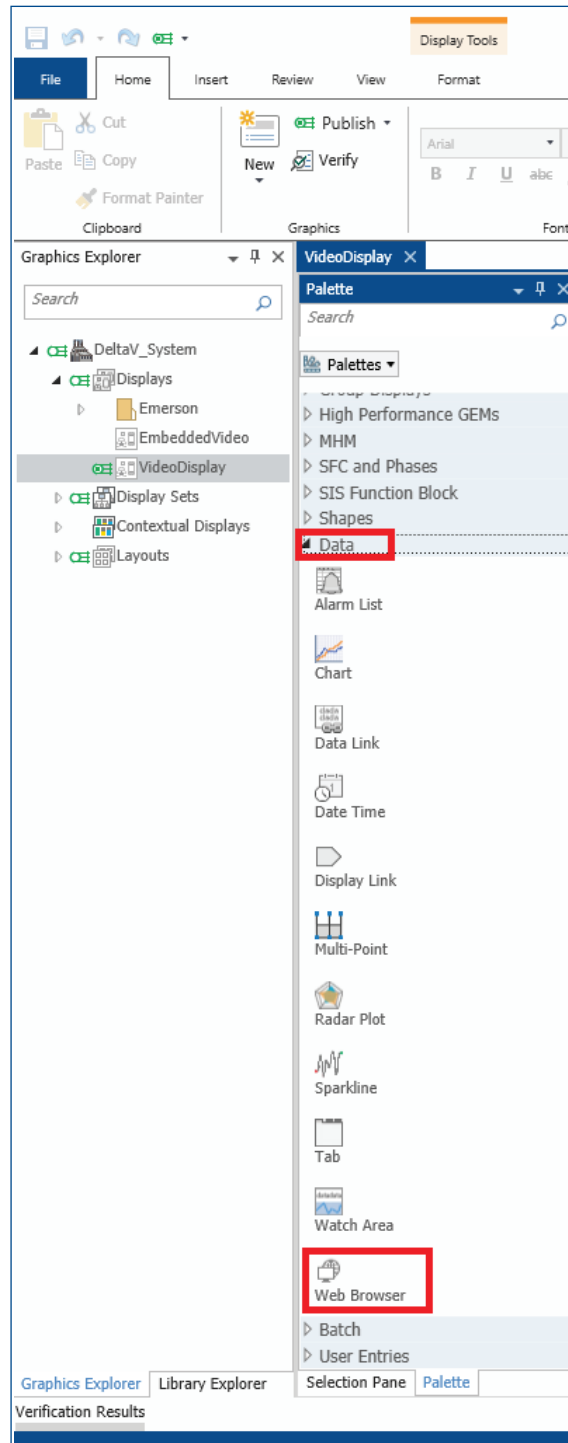 Display Tools
File Home Insert Review View Format
Cut
Copy
Paste
Format Painter
Clipboard
New
Publish
Verify
Graphics
Arial
B I U abc
Font
Graphics Explorer
Search
DeltaV_System
Displays
Emerson
EmbeddedVideo
VideoDisplay
Display Sets
Contextual Displays
Layouts
VideoDisplay
Palette
Search
Palettes
Group Displays
High Performance GEMs
MHM
SFC and Phases
SIS Function Block
Shapes
Data
Alarm List
Chart
Data Link
Date Time
Display Link
Multi-Point
Radar Plot
Sparkline
Tab
Watch Area
Web Browser
Batch
User Entries
Graphics Explorer Library Explorer
Selection Pane Palette
Verification Results